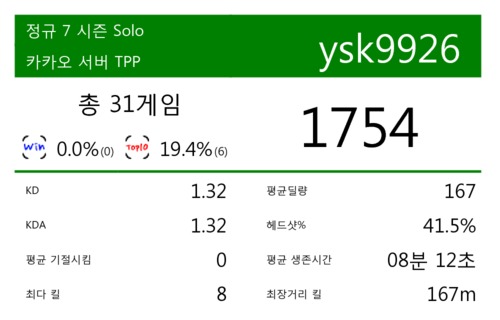 정규 7 시즌 Solo
카카오 서버 TPP
ysk9926
총 31게임
Win 0.0%(0) Top10 19.4%(6)
1754
KD 1.32
평균딜량 167
KDA 1.32
헤드샷% 41.5%
평균 기절시킴 0
평균 생존시간 08분 12초
최다 킬 8
최장거리 킬 167m